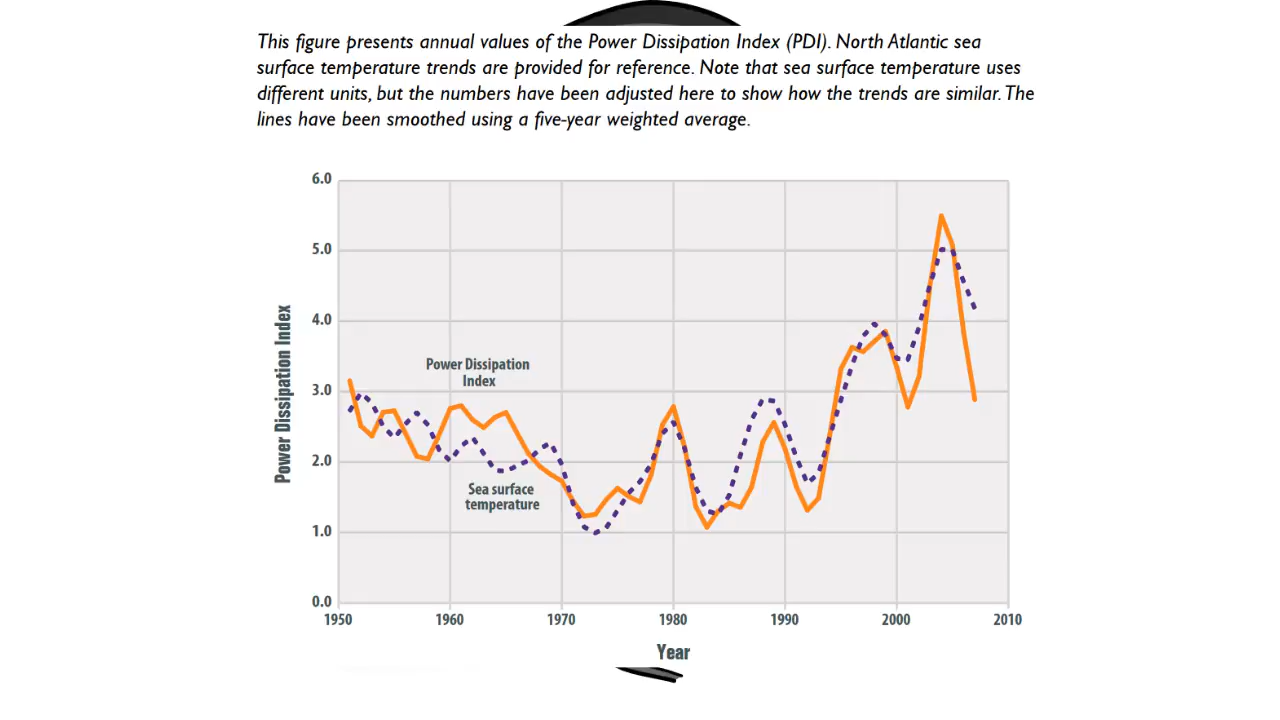 This figure presents annual values of the Power Dissipation Index (PDI). North Atlantic sea
surface temperature trends are provided for reference. Note that sea surface temperature uses
different units, but the numbers have been adjusted here to show how the trends are similar. The
lines have been smoothed using a five-year weighted average.
6.0
5.0
4.0
3.0
2.0
1.0
0.0
Power Dissipation Index
Power Dissipation
Index
Sea surface
temperature
1950 1960 1970 1980 1990 2000 2010
Year